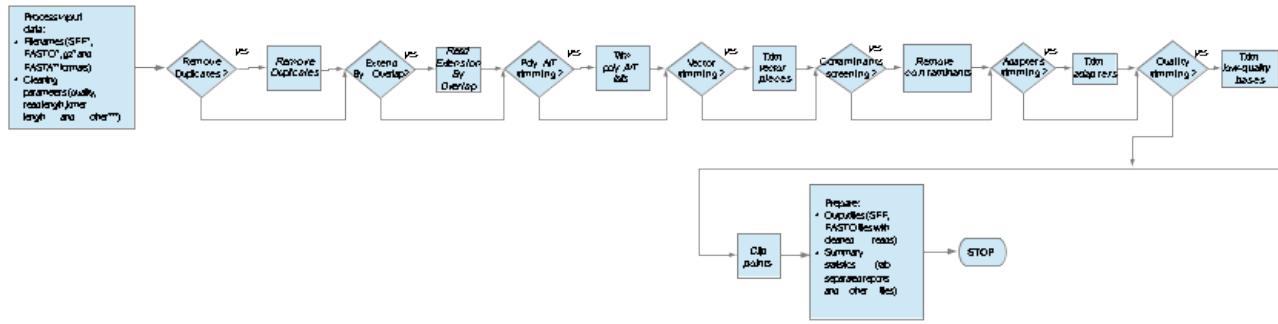 Process input
data:
Filenames (SFF*,
FASTQ*, gz* and
FASTA** formats)
Cleaning
parameters (quality,
read length, kmer
length and other***)
Remove
Duplicates?
yes
Remove
Duplicates
Extend
By Overlap?
yes
Read
Extension
By
Overlap
Poly A/T
trimming?
yes
Trim
poly A/T
tails
Vector
trimming?
yes
Trim
vector
pieces
Contaminants
screening?
yes
Remove
contaminants
Adapters
trimming?
yes
Trim
adapters
Quality
trimming?
yes
Trim
low-quality
bases
Clip
points
Prepare:
Output files (SFF,
FASTQ files with
cleaned reads)
Summary
statistics (tab
separated reports
and other files)
STOP